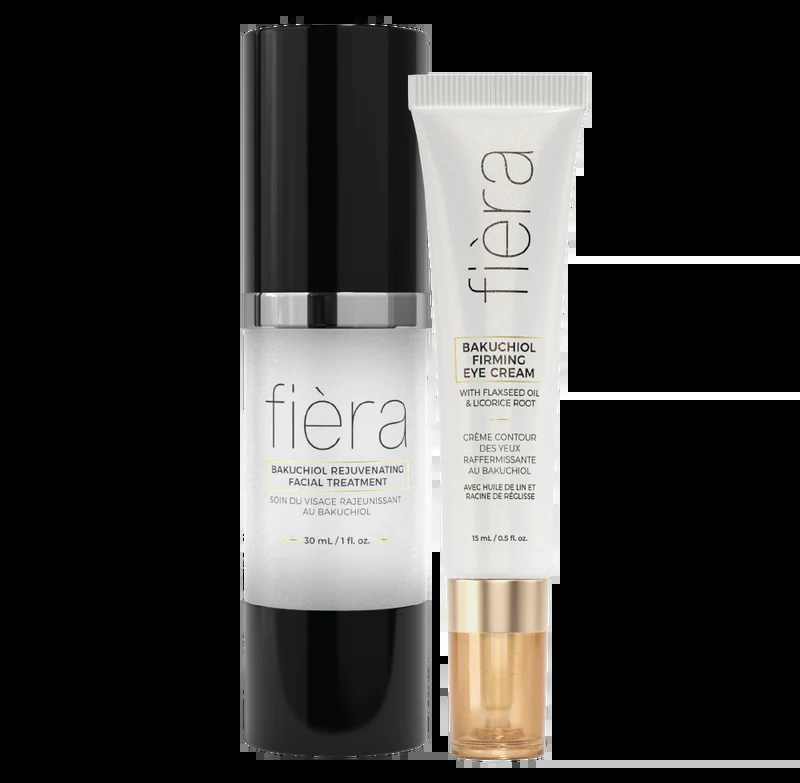 fièra
BAKUCHIOL REJUVENATING
FACIAL TREATMENT
SOIN DU VISAGE RAJEUNISSANT
AU BAKUCHIOL
30 mL / 1 fl. oz.
fièra
BAKUCHIOL
FIRMING
EYE CREAM
WITH FLAXSEED OIL
& LICORICE ROOT
CRÈME CONTOUR
DES YEUX
RAFFERMISSANTE
AU BAKUCHIOL
AVEC HUILE DE LIN ET
RACINE DE RÉGLISSE
15 mL / 0.5 fl. oz.